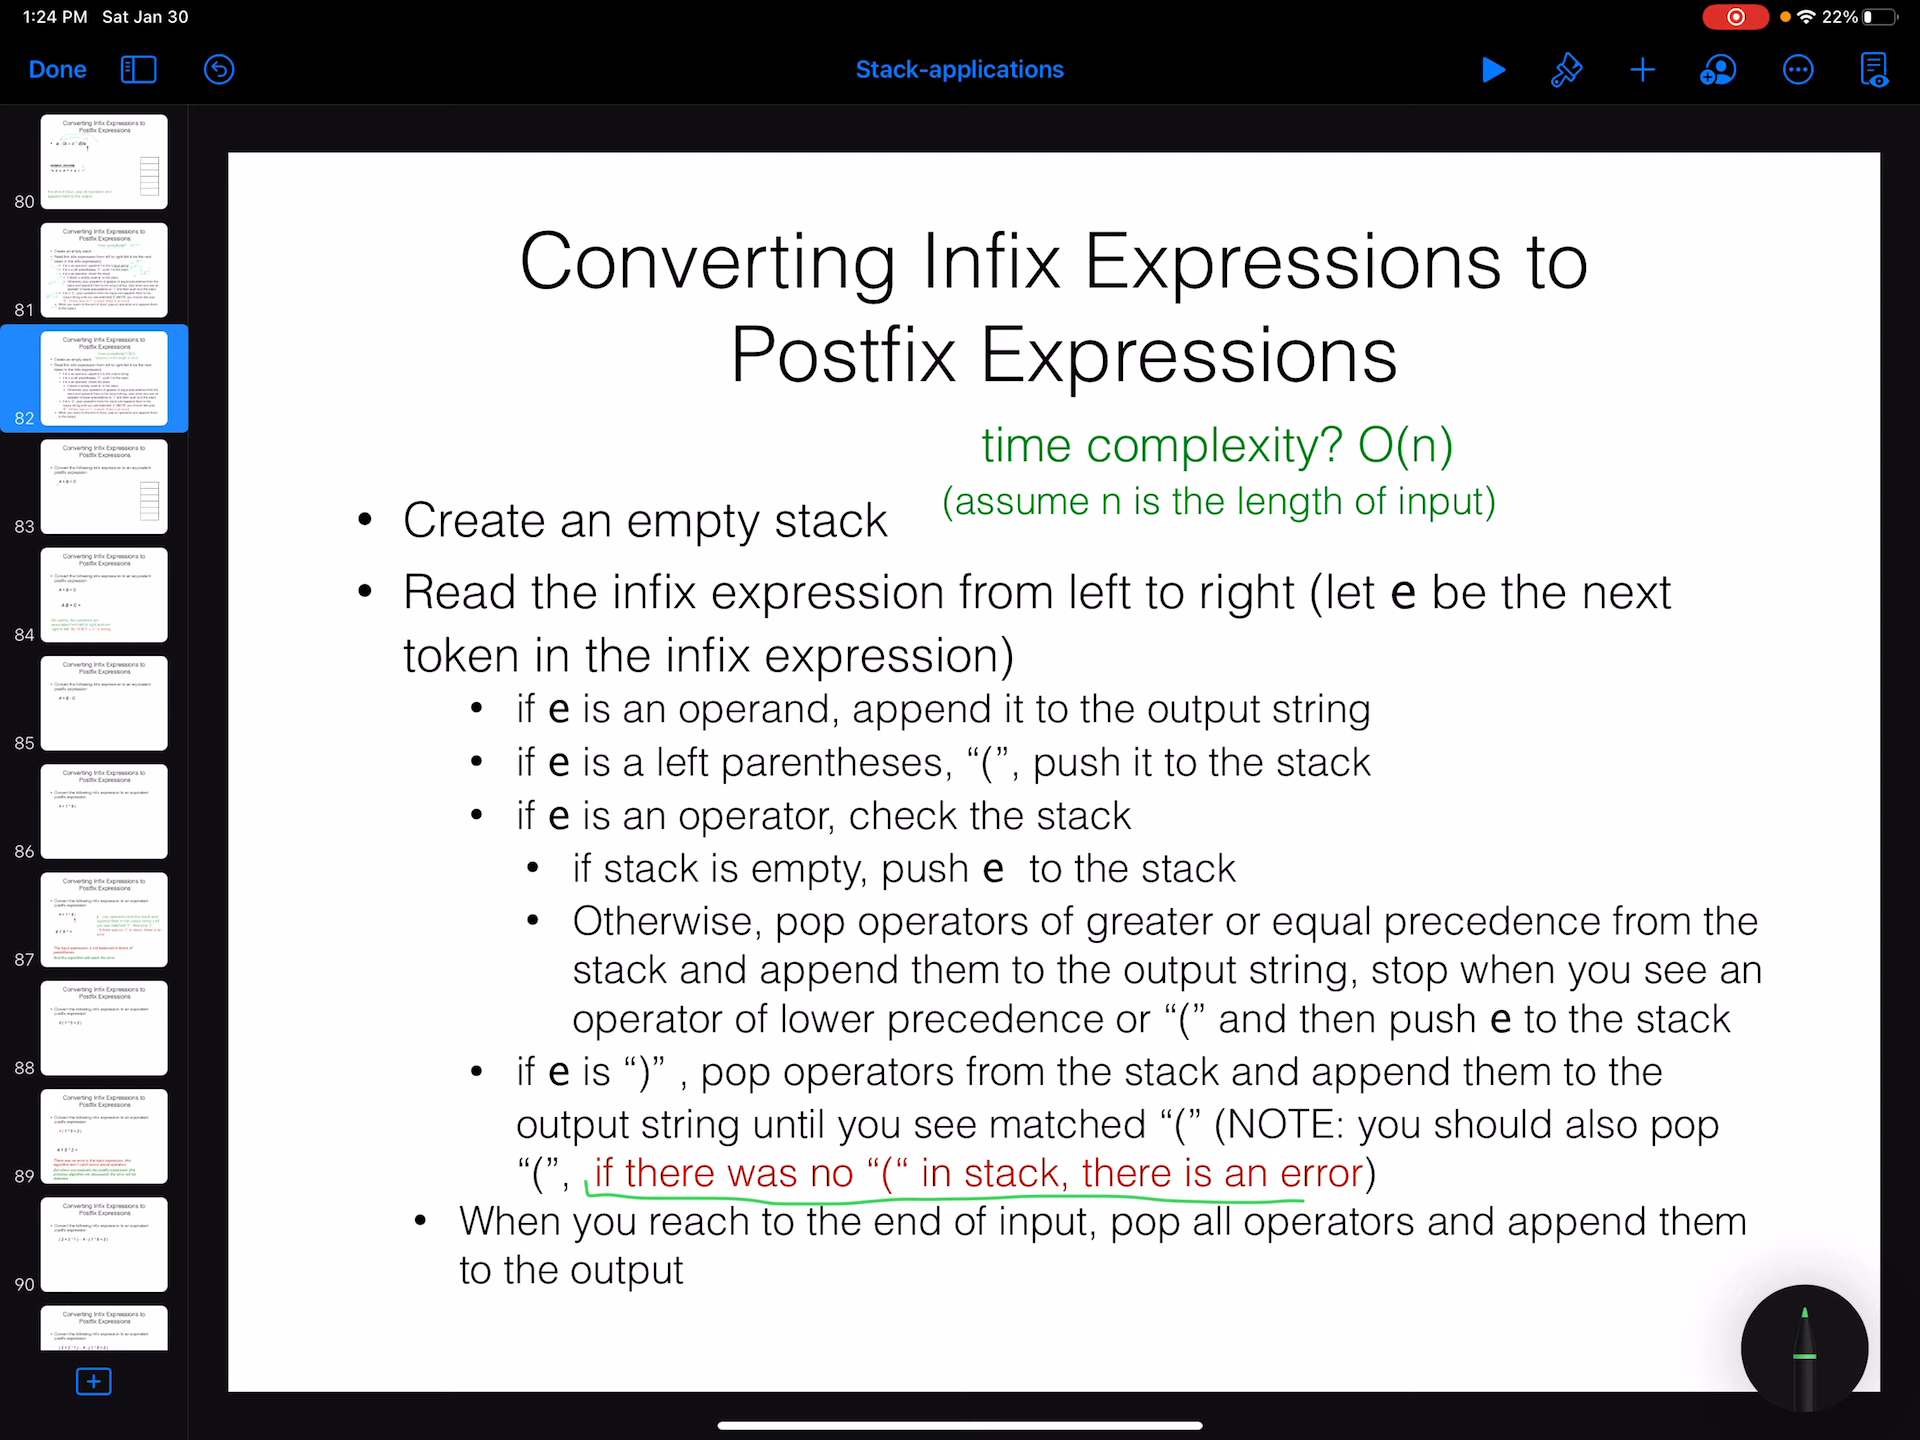 1:24 PM Sat Jan 30
22%
Done
Stack-applications
80
81
82
83
84
85
86
87
88
89
90
Converting Infix Expressions to
Postfix Expressions
time complexity? O(n)
(assume n is the length of input)
• Create an empty stack
• Read the infix expression from left to right (let e be the next
token in the infix expression)
• if e is an operand, append it to the output string
• if e is a left parentheses, “(”, push it to the stack
• if e is an operator, check the stack
• if stack is empty, push e to the stack
• Otherwise, pop operators of greater or equal precedence from the
stack and append them to the output string, stop when you see an
operator of lower precedence or “(” and then push e to the stack
• if e is “)” , pop operators from the stack and append them to the
output string until you see matched “(” (NOTE: you should also pop
“(”, if there was no “(“ in stack, there is an error)
• When you reach to the end of input, pop all operators and append them
to the output